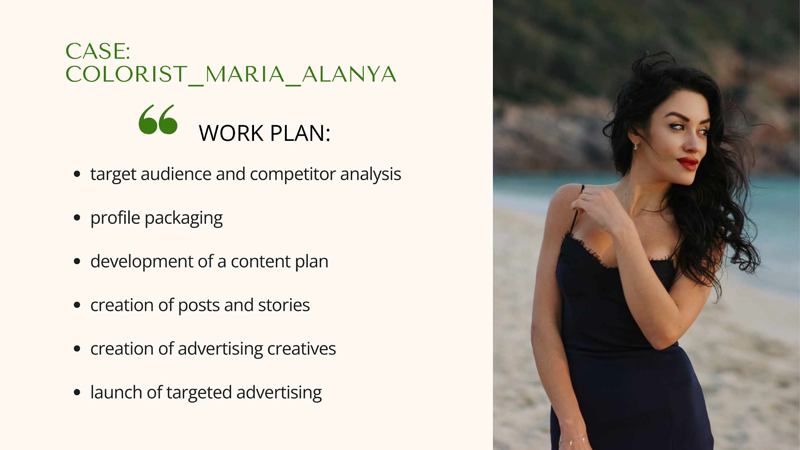 CASE:
COLORIST_MARIA_ALANYA
“ WORK PLAN:
• target audience and competitor analysis
• profile packaging
• development of a content plan
• creation of posts and stories
• creation of advertising creatives
• launch of targeted advertising